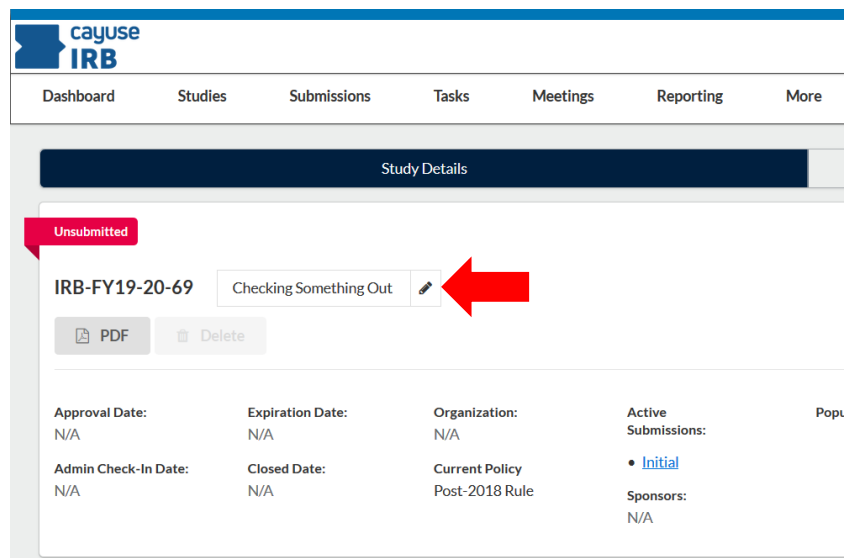 cayuse
IRB
Dashboard Studies Submissions Tasks Meetings Reporting More
Study Details
Unsubmitted
IRB-FY19-20-69 Checking Something Out
PDF Delete
Approval Date: Expiration Date: Organization: Active Submissions: Popu
N/A N/A N/A
Admin Check-In Date: Closed Date: Current Policy • Initial
N/A N/A Post-2018 Rule Sponsors:
N/A